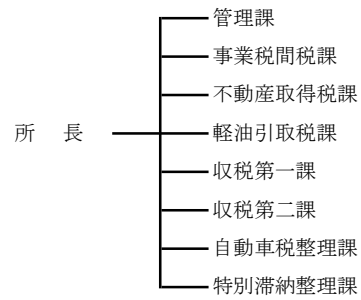 管理課
事業税間税課
不動産取得税課
所　長
軽油引取税課
収税第一課
収税第二課
自動車税整理課
特別滞納整理課